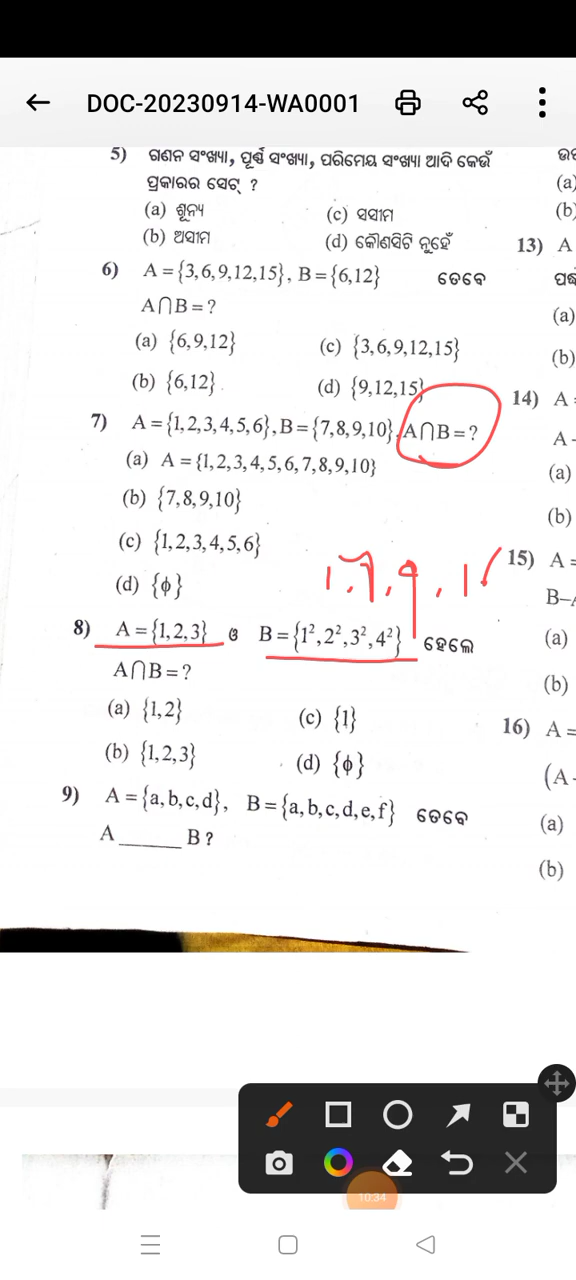 DOC-20230914-WA0001
5) ଗଣନ ସଂଖ୍ୟା, ପୂର୍ଣ୍ଣ ସଂଖ୍ୟା, ପରିମେୟ ସଂଖ୍ୟା ଆଦି କେଉଁ
ପ୍ରକାରର ସେଟ୍ ?
(a) ଶୂନ୍ୟ (c) ସସୀମ
(b) ଅସୀମ (d) କୌଣସିଟି ନୁହେଁ
6) A = {3,6,9,12,15}, B = {6,12} ତେବେ
A∩B = ?
(a) {6,9,12} (c) {3,6,9,12,15}
(b) {6,12} (d) {9,12,15}
7) A = {1,2,3,4,5,6}, B = {7,8,9,10}, A∩B = ?
(a) A = {1,2,3,4,5,6,7,8,9,10}
(b) {7,8,9,10}
(c) {1,2,3,4,5,6}
(d) {ϕ}
8) A = {1,2,3} ଓ B = {1²,2²,3²,4²} ହେଲେ
A∩B = ?
(a) {1,2} (c) {1}
(b) {1,2,3} (d) {ϕ}
9) A = {a,b,c,d}, B = {a,b,c,d,e,f} ତେବେ
A ______ B ?
(a)
(b)
13) A
(a)
(b)
14) A =
A -
(a)
(b)
15) A =
B–
(a)
(b)
16) A =
(A -
(a)
(b)
10:34